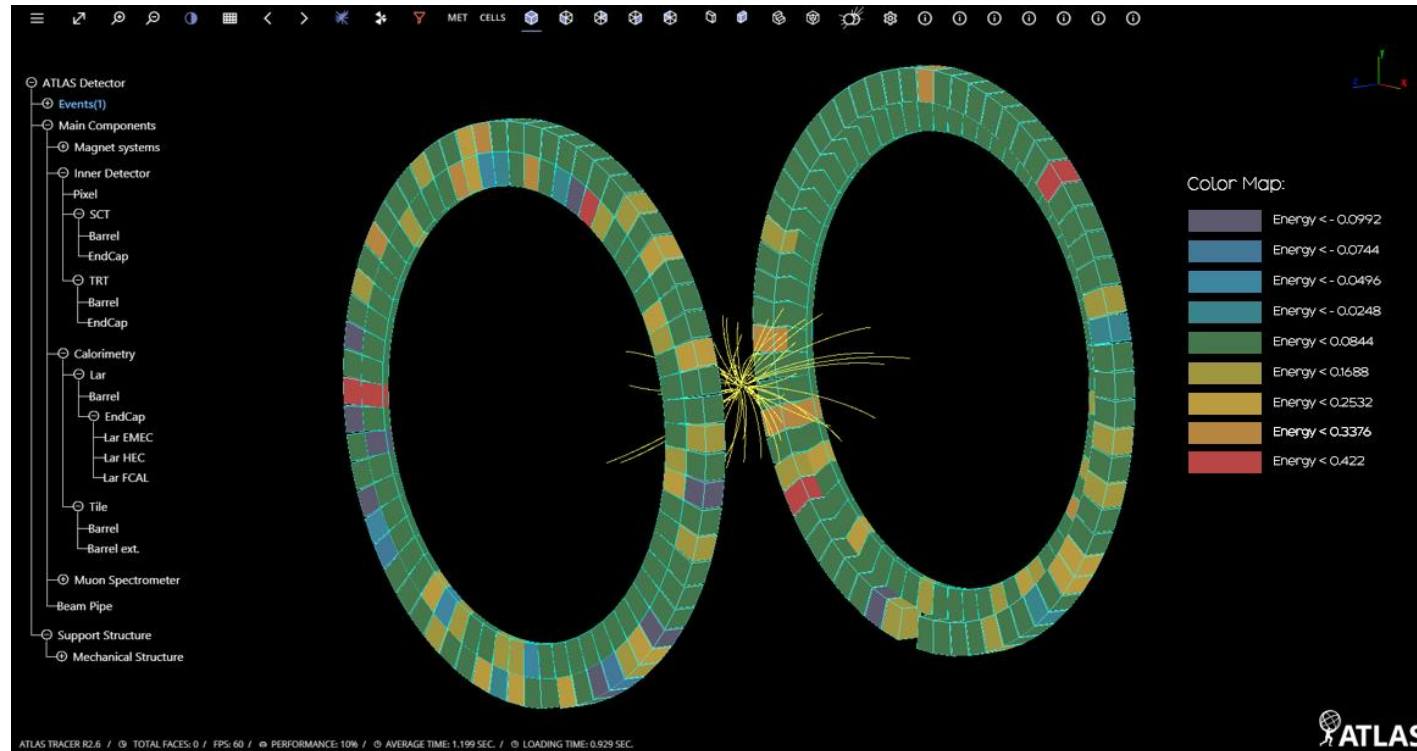 MET CELLS
ATLAS Detector
Events(1)
Main Components
Magnet systems
Inner Detector
Pixel
SCT
Barrel
EndCap
TRT
Barrel
EndCap
Calorimetry
Lar
Barrel
EndCap
Lar EMEC
Lar HEC
Lar FCAL
Tile
Barrel
Barrel ext.
Muon Spectrometer
Beam Pipe
Support Structure
Mechanical Structure
Y
Z
X
Color Map:
Energy < - 0.0992
Energy < - 0.0744
Energy < - 0.0496
Energy < - 0.0248
Energy < 0.0844
Energy < 0.1688
Energy < 0.2532
Energy < 0.3376
Energy < 0.422
ATLAS TRACER R2.6 / TOTAL FACES: 0 / FPS: 60 / PERFORMANCE: 10% / AVERAGE TIME: 1.199 SEC. / LOADING TIME: 0.929 SEC.
ATLAS